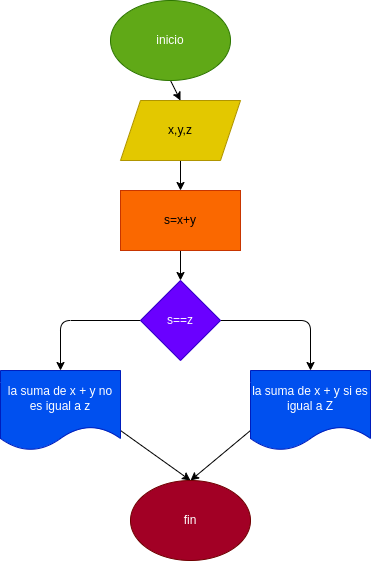 inicio
x,y,z
s=x+y
s==z
la suma de x + y no
es igual a z
la suma de x + y si es
igual a Z
fin